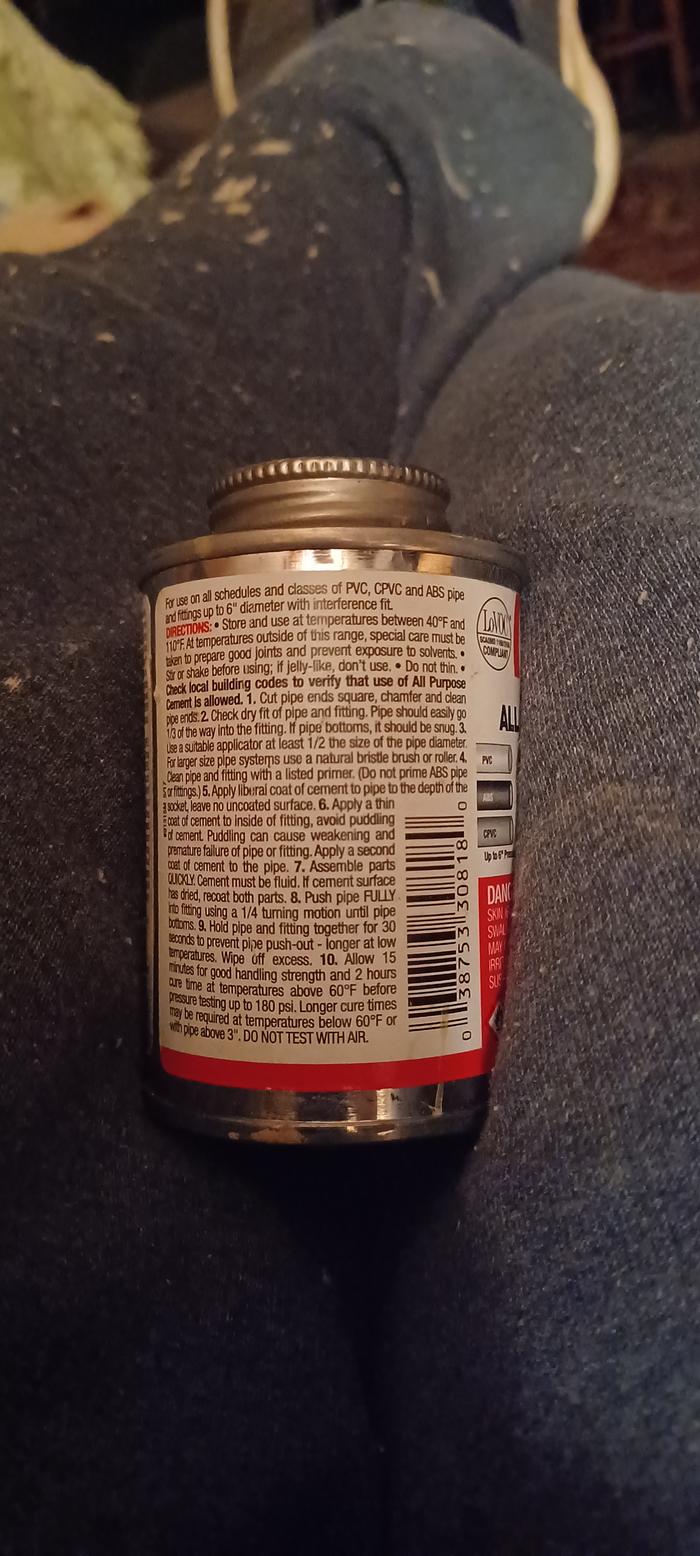 For use on all schedules and classes of PVC, CPVC and ABS pipe
and fittings up to 6" diameter with interference fit.
DIRECTIONS: • Store and use at temperatures between 40°F and
110°F. At temperatures outside of this range, special care must be
taken to prepare good joints and prevent exposure to solvents. •
Stir or shake before using; if jelly-like, don't use. • Do not thin. •
Check local building codes to verify that use of All Purpose
Cement is allowed. 1. Cut pipe ends square, chamfer and clean
pipe ends. 2. Check dry fit of pipe and fitting. Pipe should easily go
1/3 of the way into the fitting. If pipe bottoms, it should be snug. 3.
Use a suitable applicator at least 1/2 the size of the pipe diameter.
For larger size pipe systems use a natural bristle brush or roller. 4.
Clean pipe and fitting with a listed primer. (Do not prime ABS pipe
or fittings.) 5. Apply liberal coat of cement to pipe to the depth of the
socket, leave no uncoated surface. 6. Apply a thin
coat of cement to inside of fitting, avoid puddling
of cement. Puddling can cause weakening and
premature failure of pipe or fitting. Apply a second
coat of cement to the pipe. 7. Assemble parts
QUICKLY. Cement must be fluid. If cement surface
has dried, recoat both parts. 8. Push pipe FULLY
into fitting using a 1/4 turning motion until pipe
bottoms. 9. Hold pipe and fitting together for 30
seconds to prevent pipe push-out - longer at low
temperatures. Wipe off excess. 10. Allow 15
minutes for good handling strength and 2 hours
cure time at temperatures above 60°F before
pressure testing up to 180 psi. Longer cure times
may be required at temperatures below 60°F or
with pipe above 3". DO NOT TEST WITH AIR.
0 38753 30818 0
LoVOC
COMPLIANT
ALL
PVC
ABS
CPVC
Up to 6"
DANG
SKIN
SWAL
MAY
IRRI
SUS